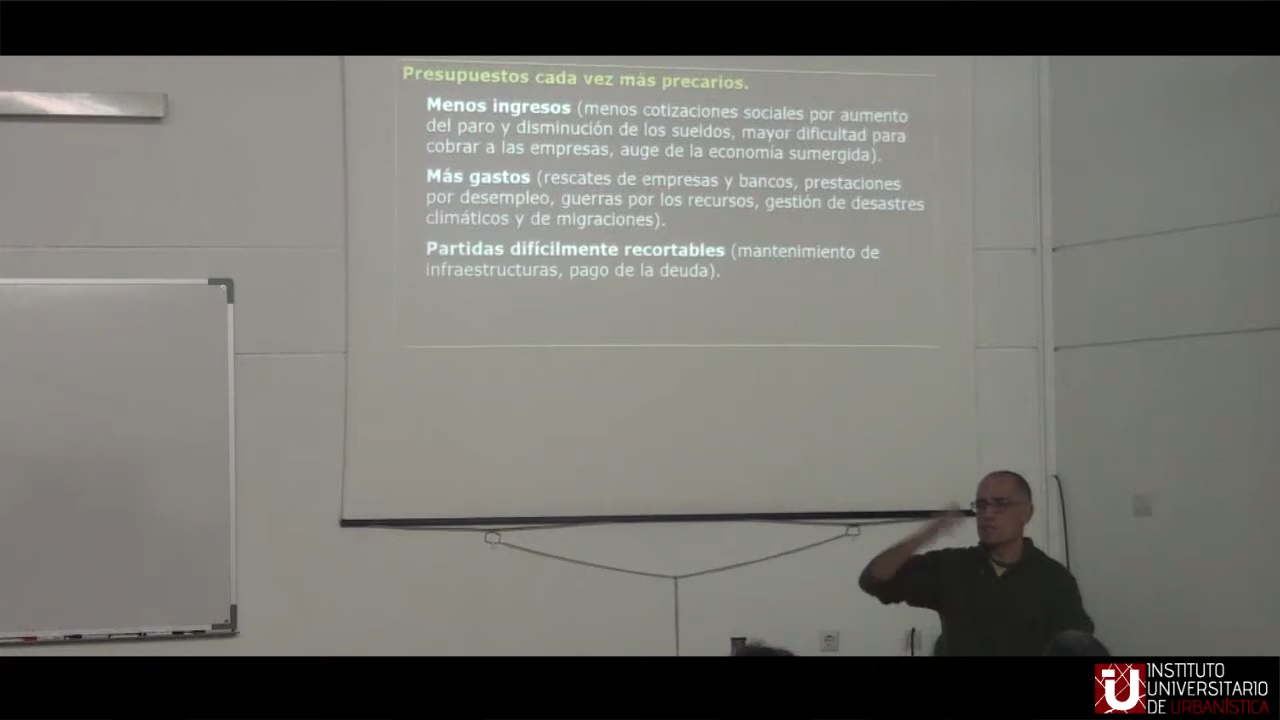 Presupuestos cada vez más precarios.
Menos ingresos (menos cotizaciones sociales por aumento
del paro y disminución de los sueldos, mayor dificultad para
cobrar a las empresas, auge de la economía sumergida).
Más gastos (rescates de empresas y bancos, prestaciones
por desempleo, guerras por los recursos, gestión de desastres
climáticos y de migraciones).
Partidas difícilmente recortables (mantenimiento de
infraestructuras, pago de la deuda).
INSTITUTO
UNIVERSITARIO
DE URBANÍSTICA